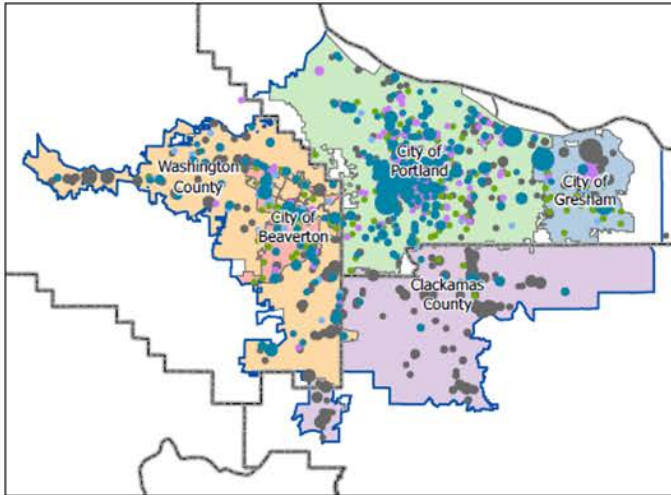 City of
Portland
Washington
County
City of
Gresham
City of
Beaverton
Clackamas
County